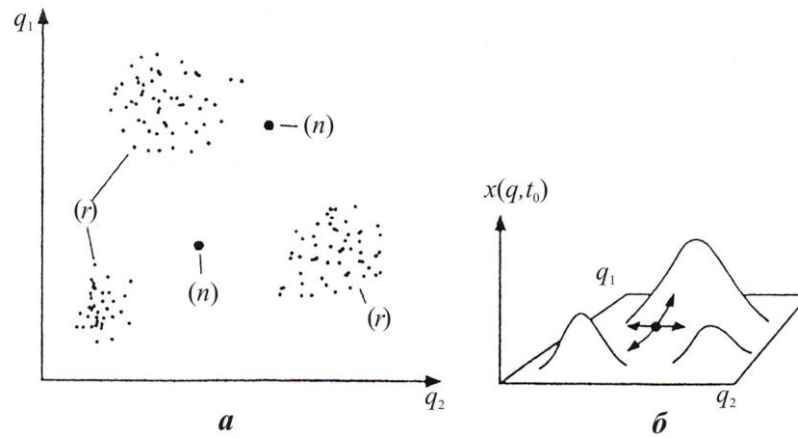 q₁
(n)
(r)
(n)
(r)
q₂
а
x(q,t₀)
q₁
q₂
б